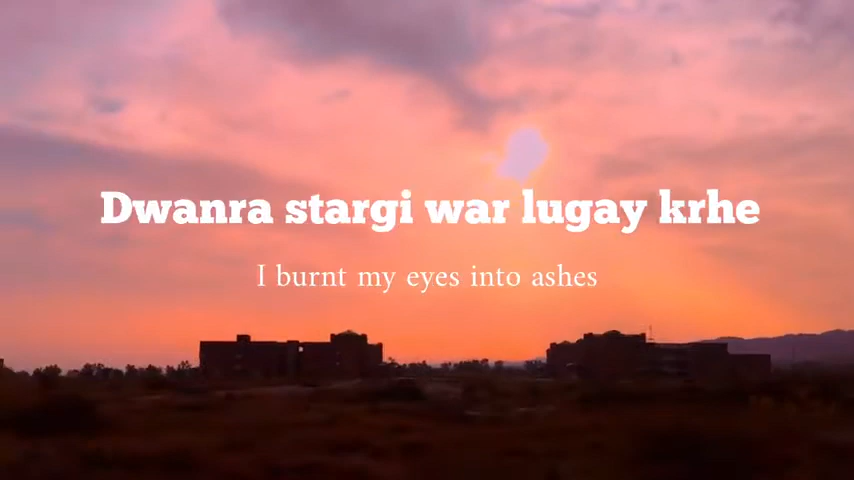 Dwanra stargi war lugay krhe
I burnt my eyes into ashes